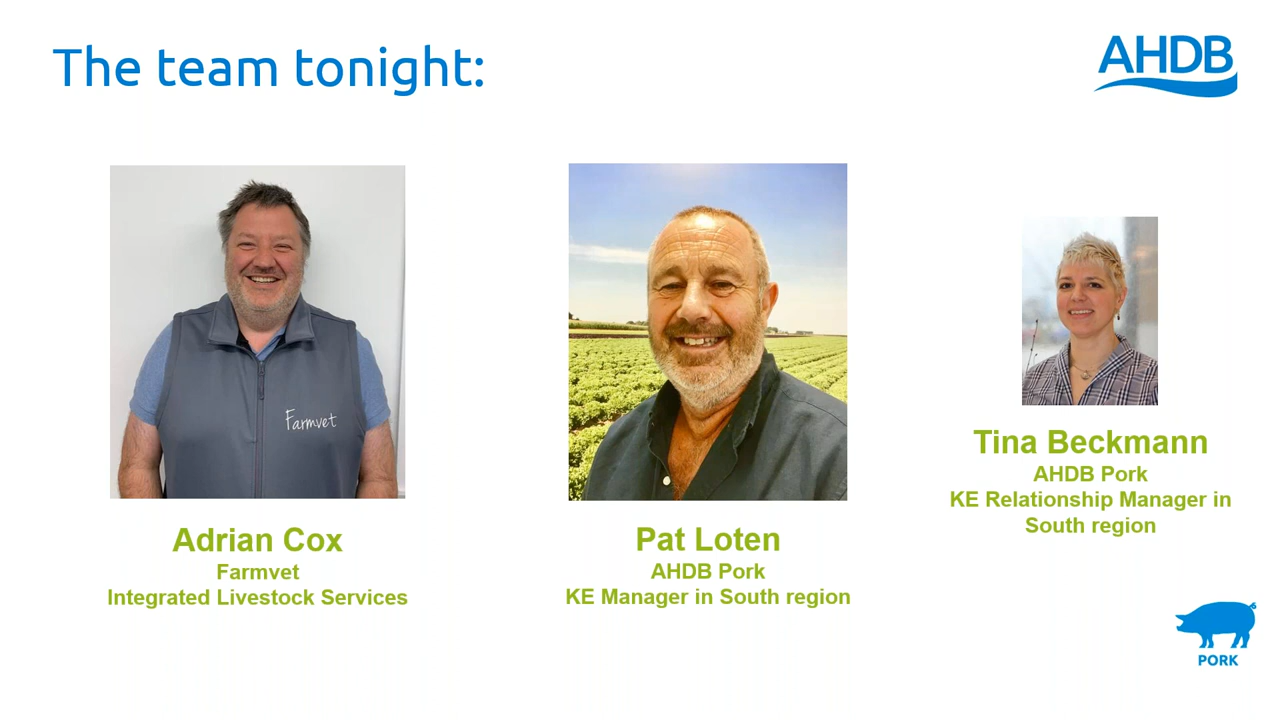 The team tonight:
AHDB
Farmvet
Adrian Cox
Farmvet
Integrated Livestock Services
Pat Loten
AHDB Pork
KE Manager in South region
Tina Beckmann
AHDB Pork
KE Relationship Manager in
South region
PORK